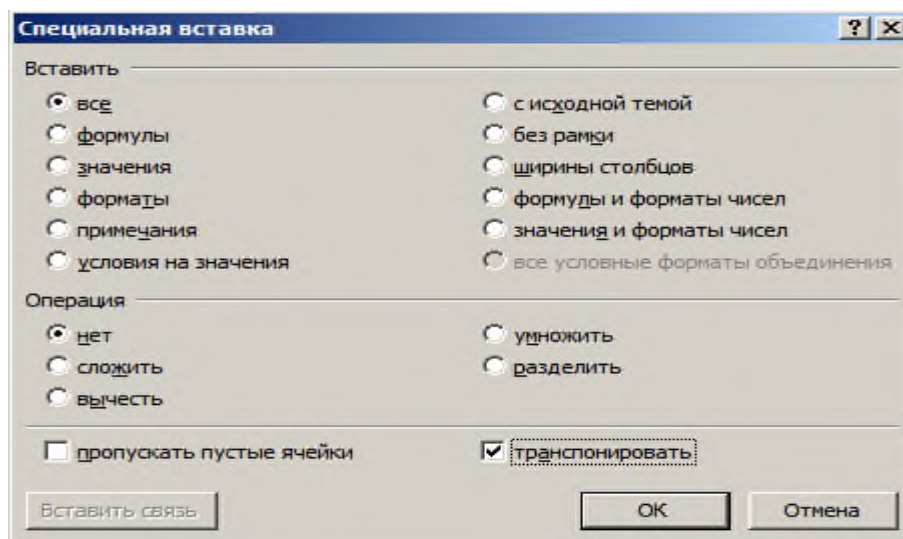 Специальная вставка
Вставить
все
с исходной темой
формулы
без рамки
значения
ширины столбцов
форматы
формулы и форматы чисел
примечания
значения и форматы чисел
условия на значения
все условные форматы объединения
Операция
нет
умножить
сложить
разделить
вычесть
пропускать пустые ячейки
транспонировать
Вставить связь
ОК
Отмена